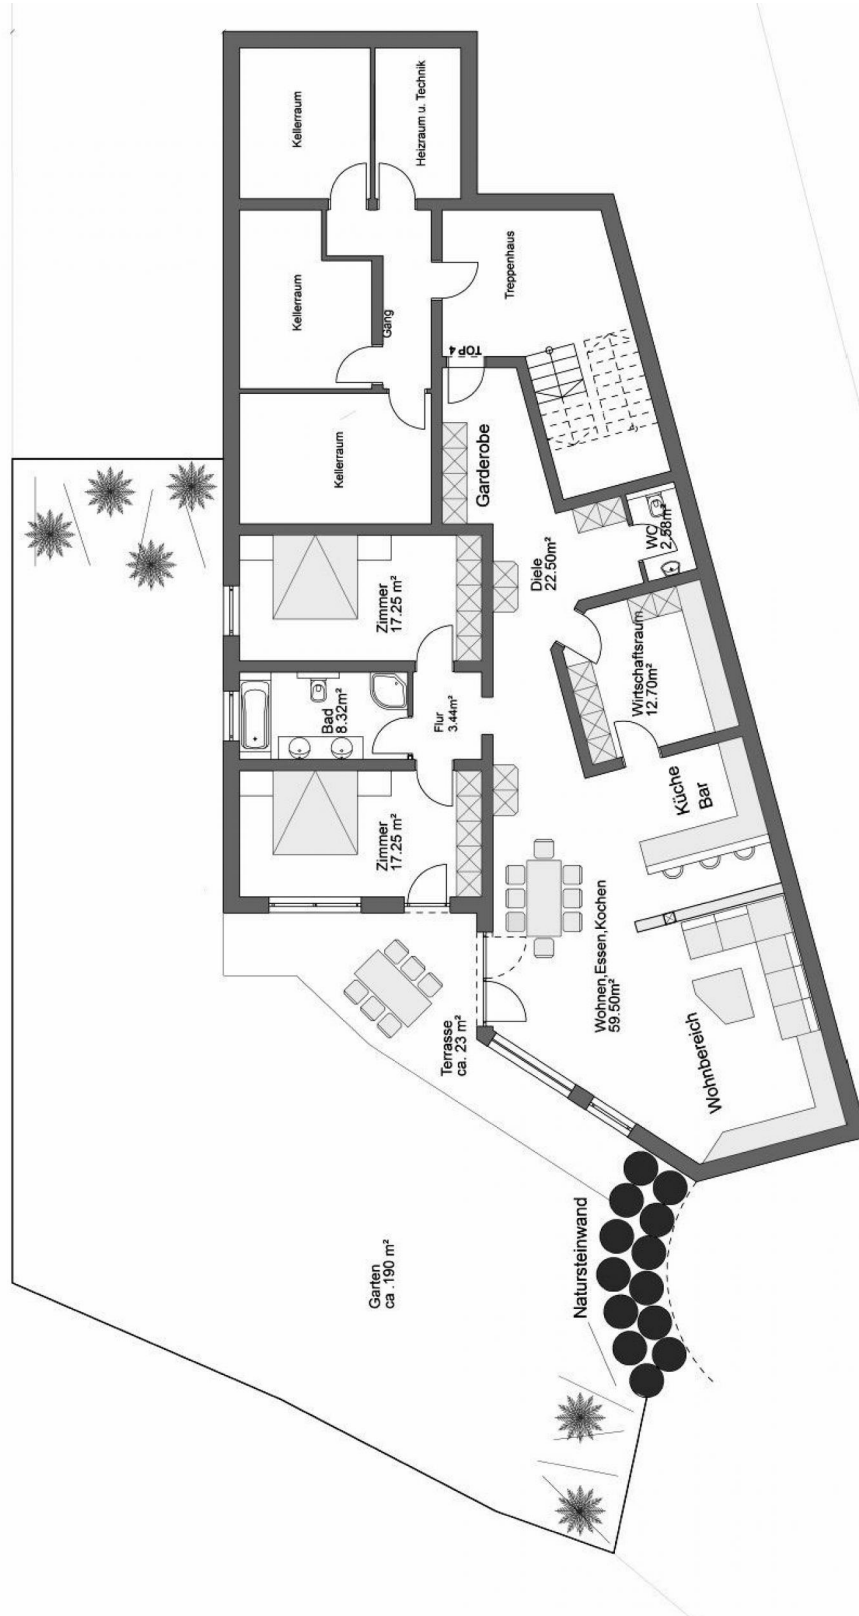 Kellerraum
Heizraum u. Technik
Kellerraum
Gang
Treppenhaus
TOP 4
Kellerraum
Garderobe
Zimmer
17.25 m²
Diele
22.50m²
WC
2.58m²
Bad
8.32m²
Flur
3.44m²
Wirtschaftsraum
12.70m²
Zimmer
17.25 m²
Küche
Bar
Wohnen,Essen,Kochen
59.50m²
Terrasse
ca. 23 m²
Wohnbereich
Garten
ca .190 m²
Natursteinwand